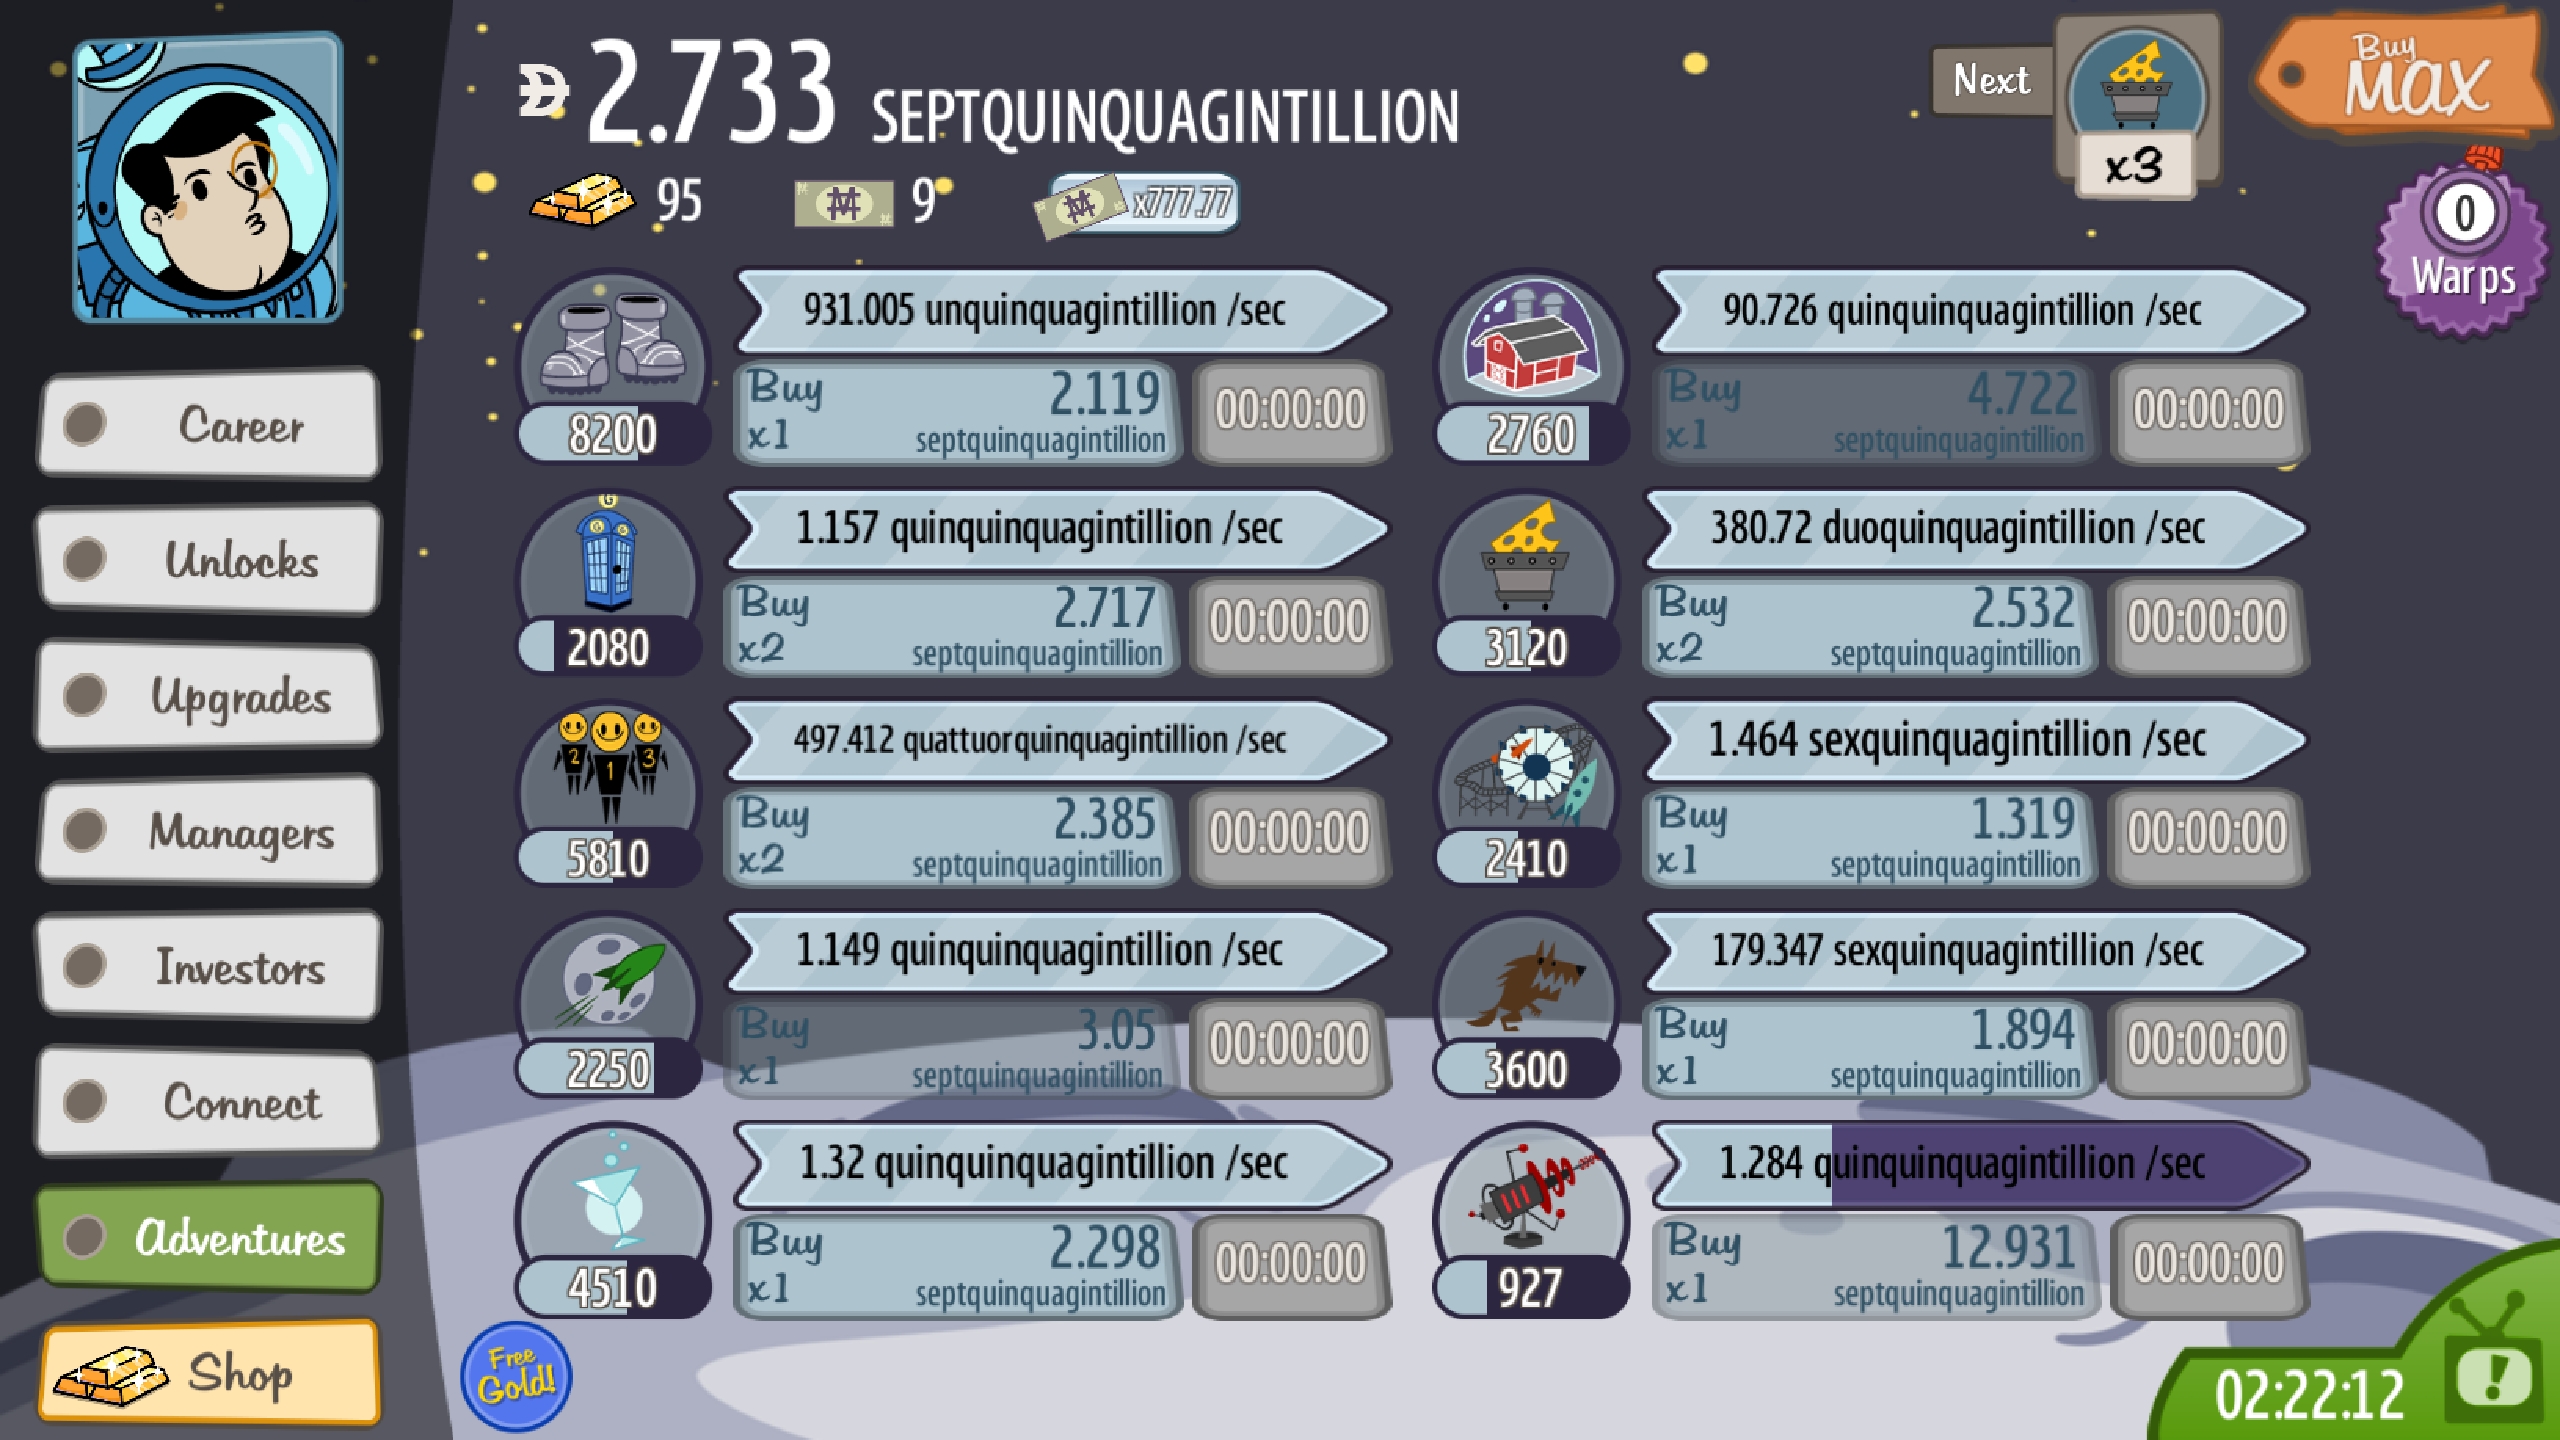 2.733 SEPTQUINQUAGINTILLION
95
9
x777.77
Next
x3
Buy
MAX
0
Warps
Career
Unlocks
Upgrades
Managers
Investors
Connect
Adventures
Shop
8200
931.005 unquinquagintillion /sec
Buy
x1
2.119
septquinquagintillion
00:00:00
2760
90.726 quinquinquagintillion /sec
Buy
x1
4.722
septquinquagintillion
00:00:00
G
G G
2080
1.157 quinquinquagintillion /sec
Buy
x2
2.717
septquinquagintillion
00:00:00
3120
380.72 duoquinquagintillion /sec
Buy
x2
2.532
septquinquagintillion
00:00:00
2 1 3
5810
497.412 quattuorquinquagintillion /sec
Buy
x2
2.385
septquinquagintillion
00:00:00
2410
1.464 sexquinquagintillion /sec
Buy
x1
1.319
septquinquagintillion
00:00:00
2250
1.149 quinquinquagintillion /sec
Buy
x1
3.05
septquinquagintillion
00:00:00
3600
179.347 sexquinquagintillion /sec
Buy
x1
1.894
septquinquagintillion
00:00:00
4510
1.32 quinquinquagintillion /sec
Buy
x1
2.298
septquinquagintillion
00:00:00
927
1.284 quinquinquagintillion /sec
Buy
x1
12.931
septquinquagintillion
00:00:00
Free
Gold!
02:22:12
!